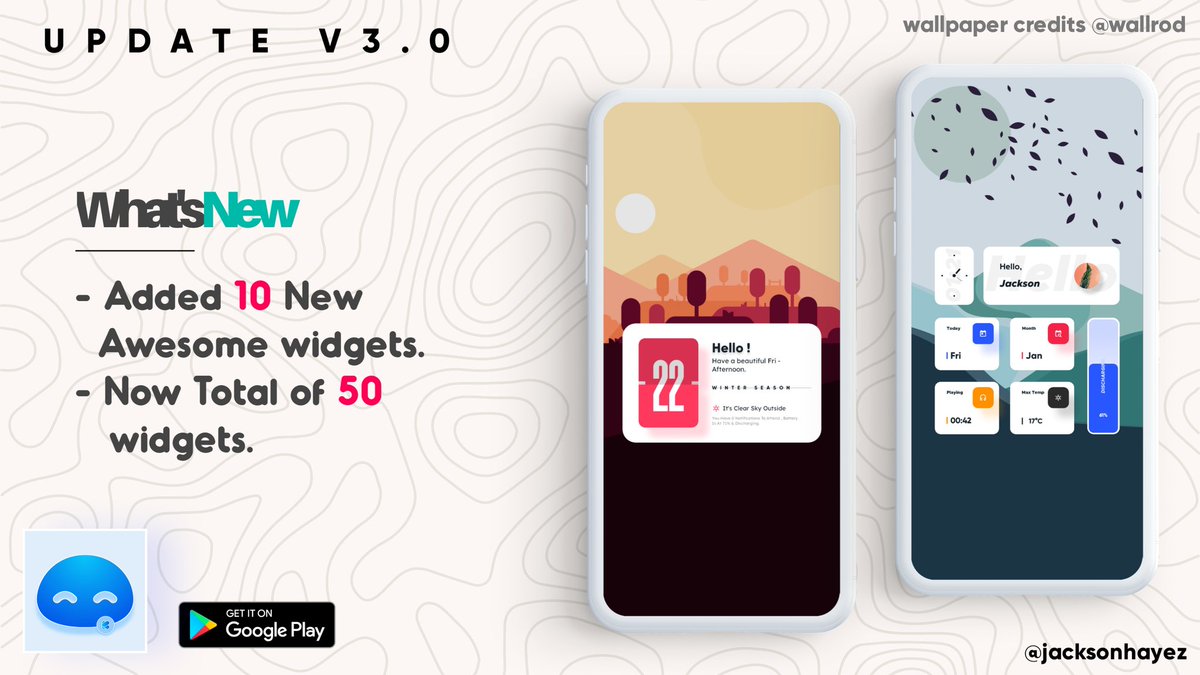 UPDATE V3.0
wallpaper credits @wallrod
What'sNew
- Added 10 New
Awesome widgets.
- Now Total of 50
widgets.
GET IT ON
Google Play
22
Hello !
Have a beautiful Fri -
Afternoon.
WINTER SEASON
It's Clear Sky Outside
Hello
Hello,
Jackson
Today
Fri
Month
Jan
Playing
00:42
Max Temp
17°C
DISCHARGING
61%
@jacksonhayez